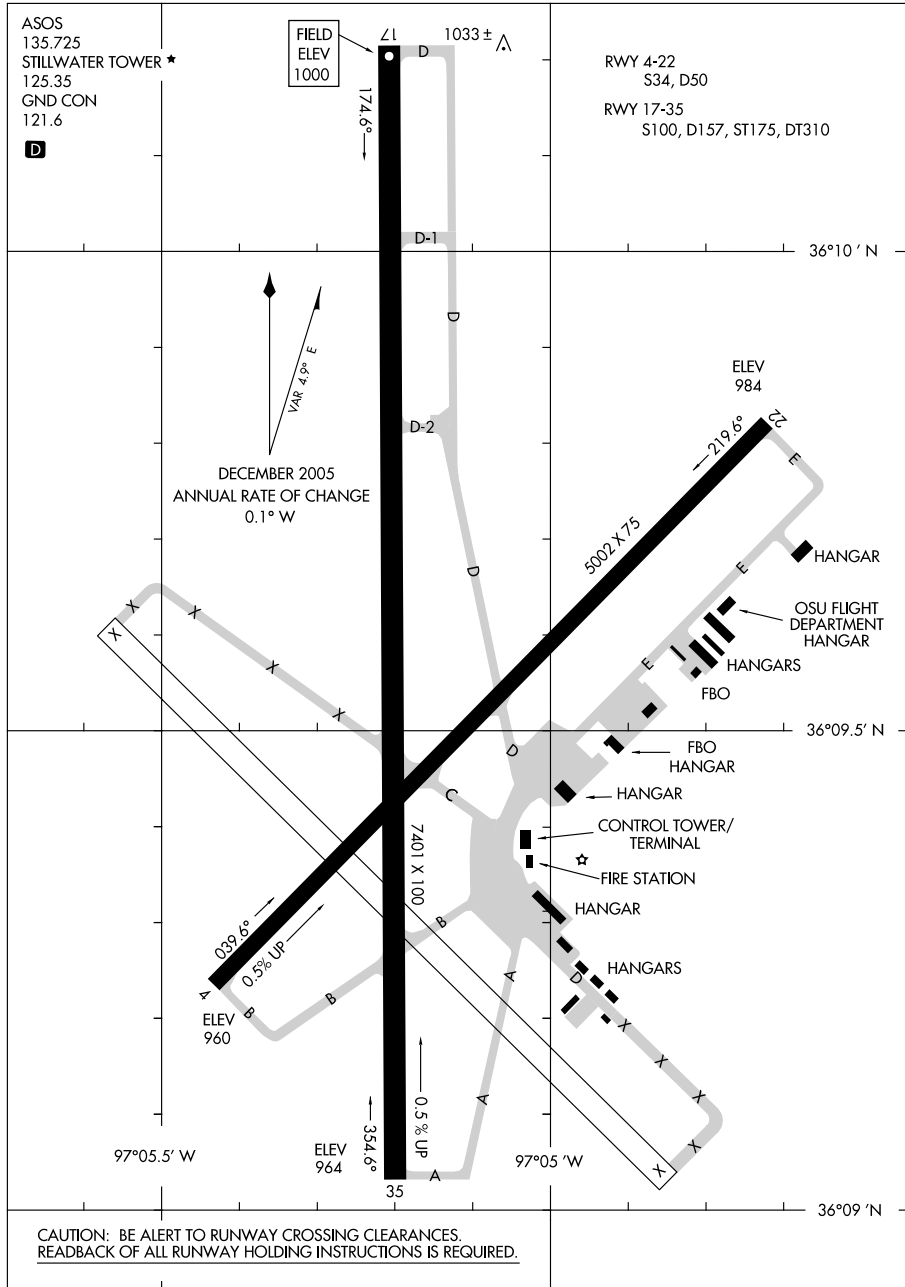 ASOS
135.725
STILLWATER TOWER
125.35
GND CON
121.6
D
FIELD
ELEV
1000
17
D
1033 ±
RWY 4-22
S34, D50
RWY 17-35
S100, D157, ST175, DT310
174.6°
D-1
36°10' N
D
VAR 4.9° E
ELEV
984
22
D-2
219.6°
E
DECEMBER 2005
ANNUAL RATE OF CHANGE
0.1° W
5002 X 75
HANGAR
D
E
X
X
X
OSU FLIGHT
DEPARTMENT
HANGAR
X
E
HANGARS
FBO
X
D
36°09.5' N
FBO
HANGAR
C
HANGAR
7401 X 100
CONTROL TOWER/
TERMINAL
FIRE STATION
HANGAR
B
039.6°
0.5% UP
HANGARS
A
D
4
B
B
ELEV
960
X
X
0.5% UP
354.6°
A
X
X
97°05.5' W
ELEV
964
97°05' W
X
A
35
36°09' N
CAUTION: BE ALERT TO RUNWAY CROSSING CLEARANCES.
READBACK OF ALL RUNWAY HOLDING INSTRUCTIONS IS REQUIRED.